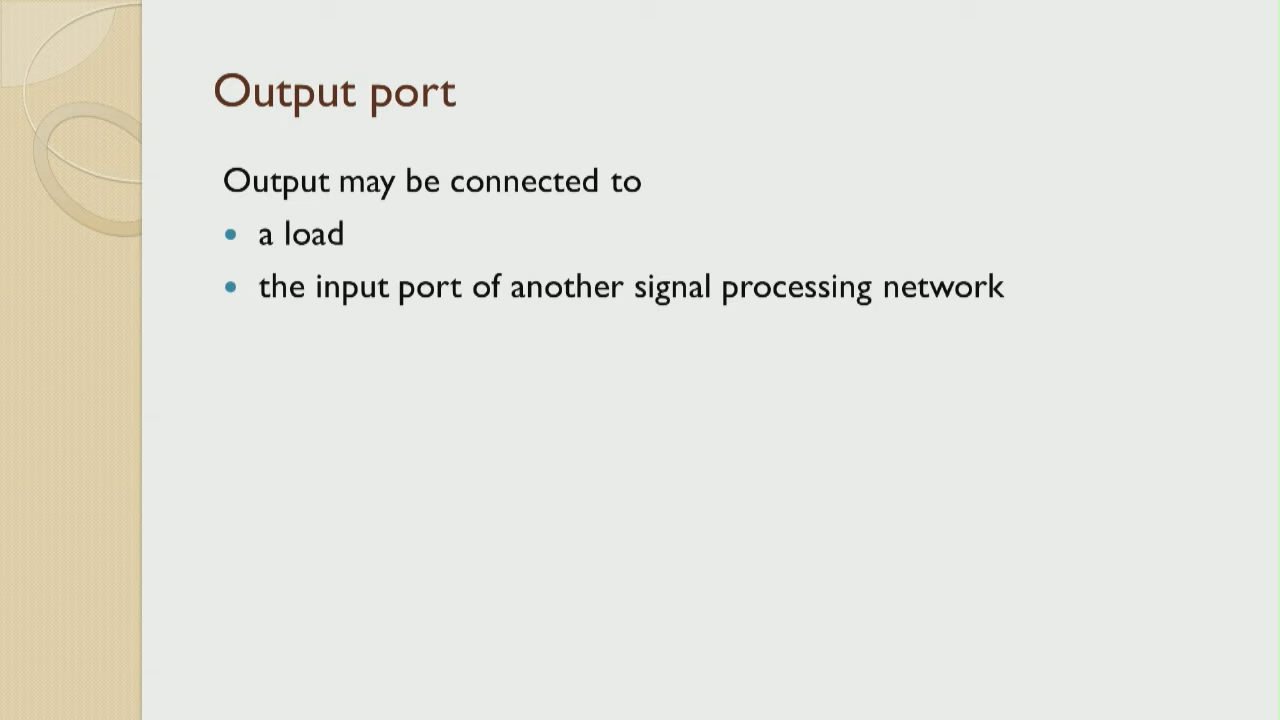 Output port
Output may be connected to
• a load
• the input port of another signal processing network